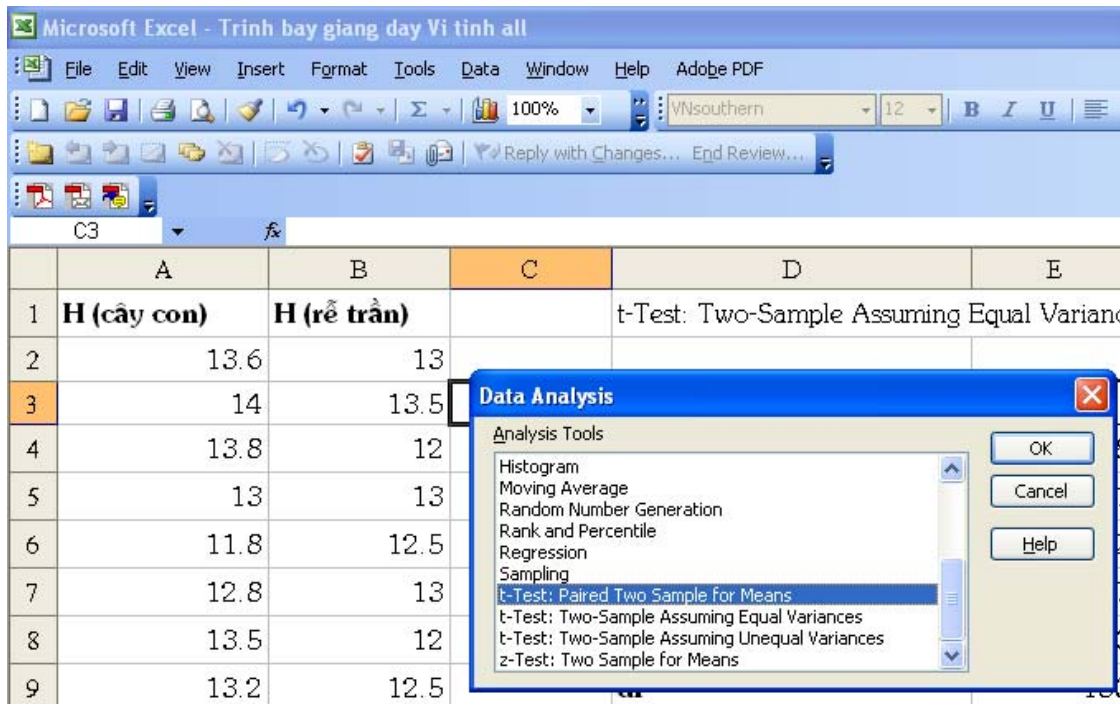 Microsoft Excel - Trinh bay giang day Vi tinh all
File Edit View Insert Format Tools Data Window Help Adobe PDF
100% VNsouthern 12 B I U
Reply with Changes... End Review...
C3 fx
A B C D E
1 H (cây con) H (rễ trần) t-Test: Two-Sample Assuming Equal
2 13.6 13
3 14 13.5
4 13.8 12
5 13 13
6 11.8 12.5
7 12.8 13
8 13.5 12
9 13.2 12.5
Data Analysis
Analysis Tools
Histogram
Moving Average
Random Number Generation
Rank and Percentile
Regression
Sampling
t-Test: Paired Two Sample for Means
t-Test: Two-Sample Assuming Equal Variances
t-Test: Two-Sample Assuming Unequal Variances
z-Test: Two Sample for Means
OK
Cancel
Help